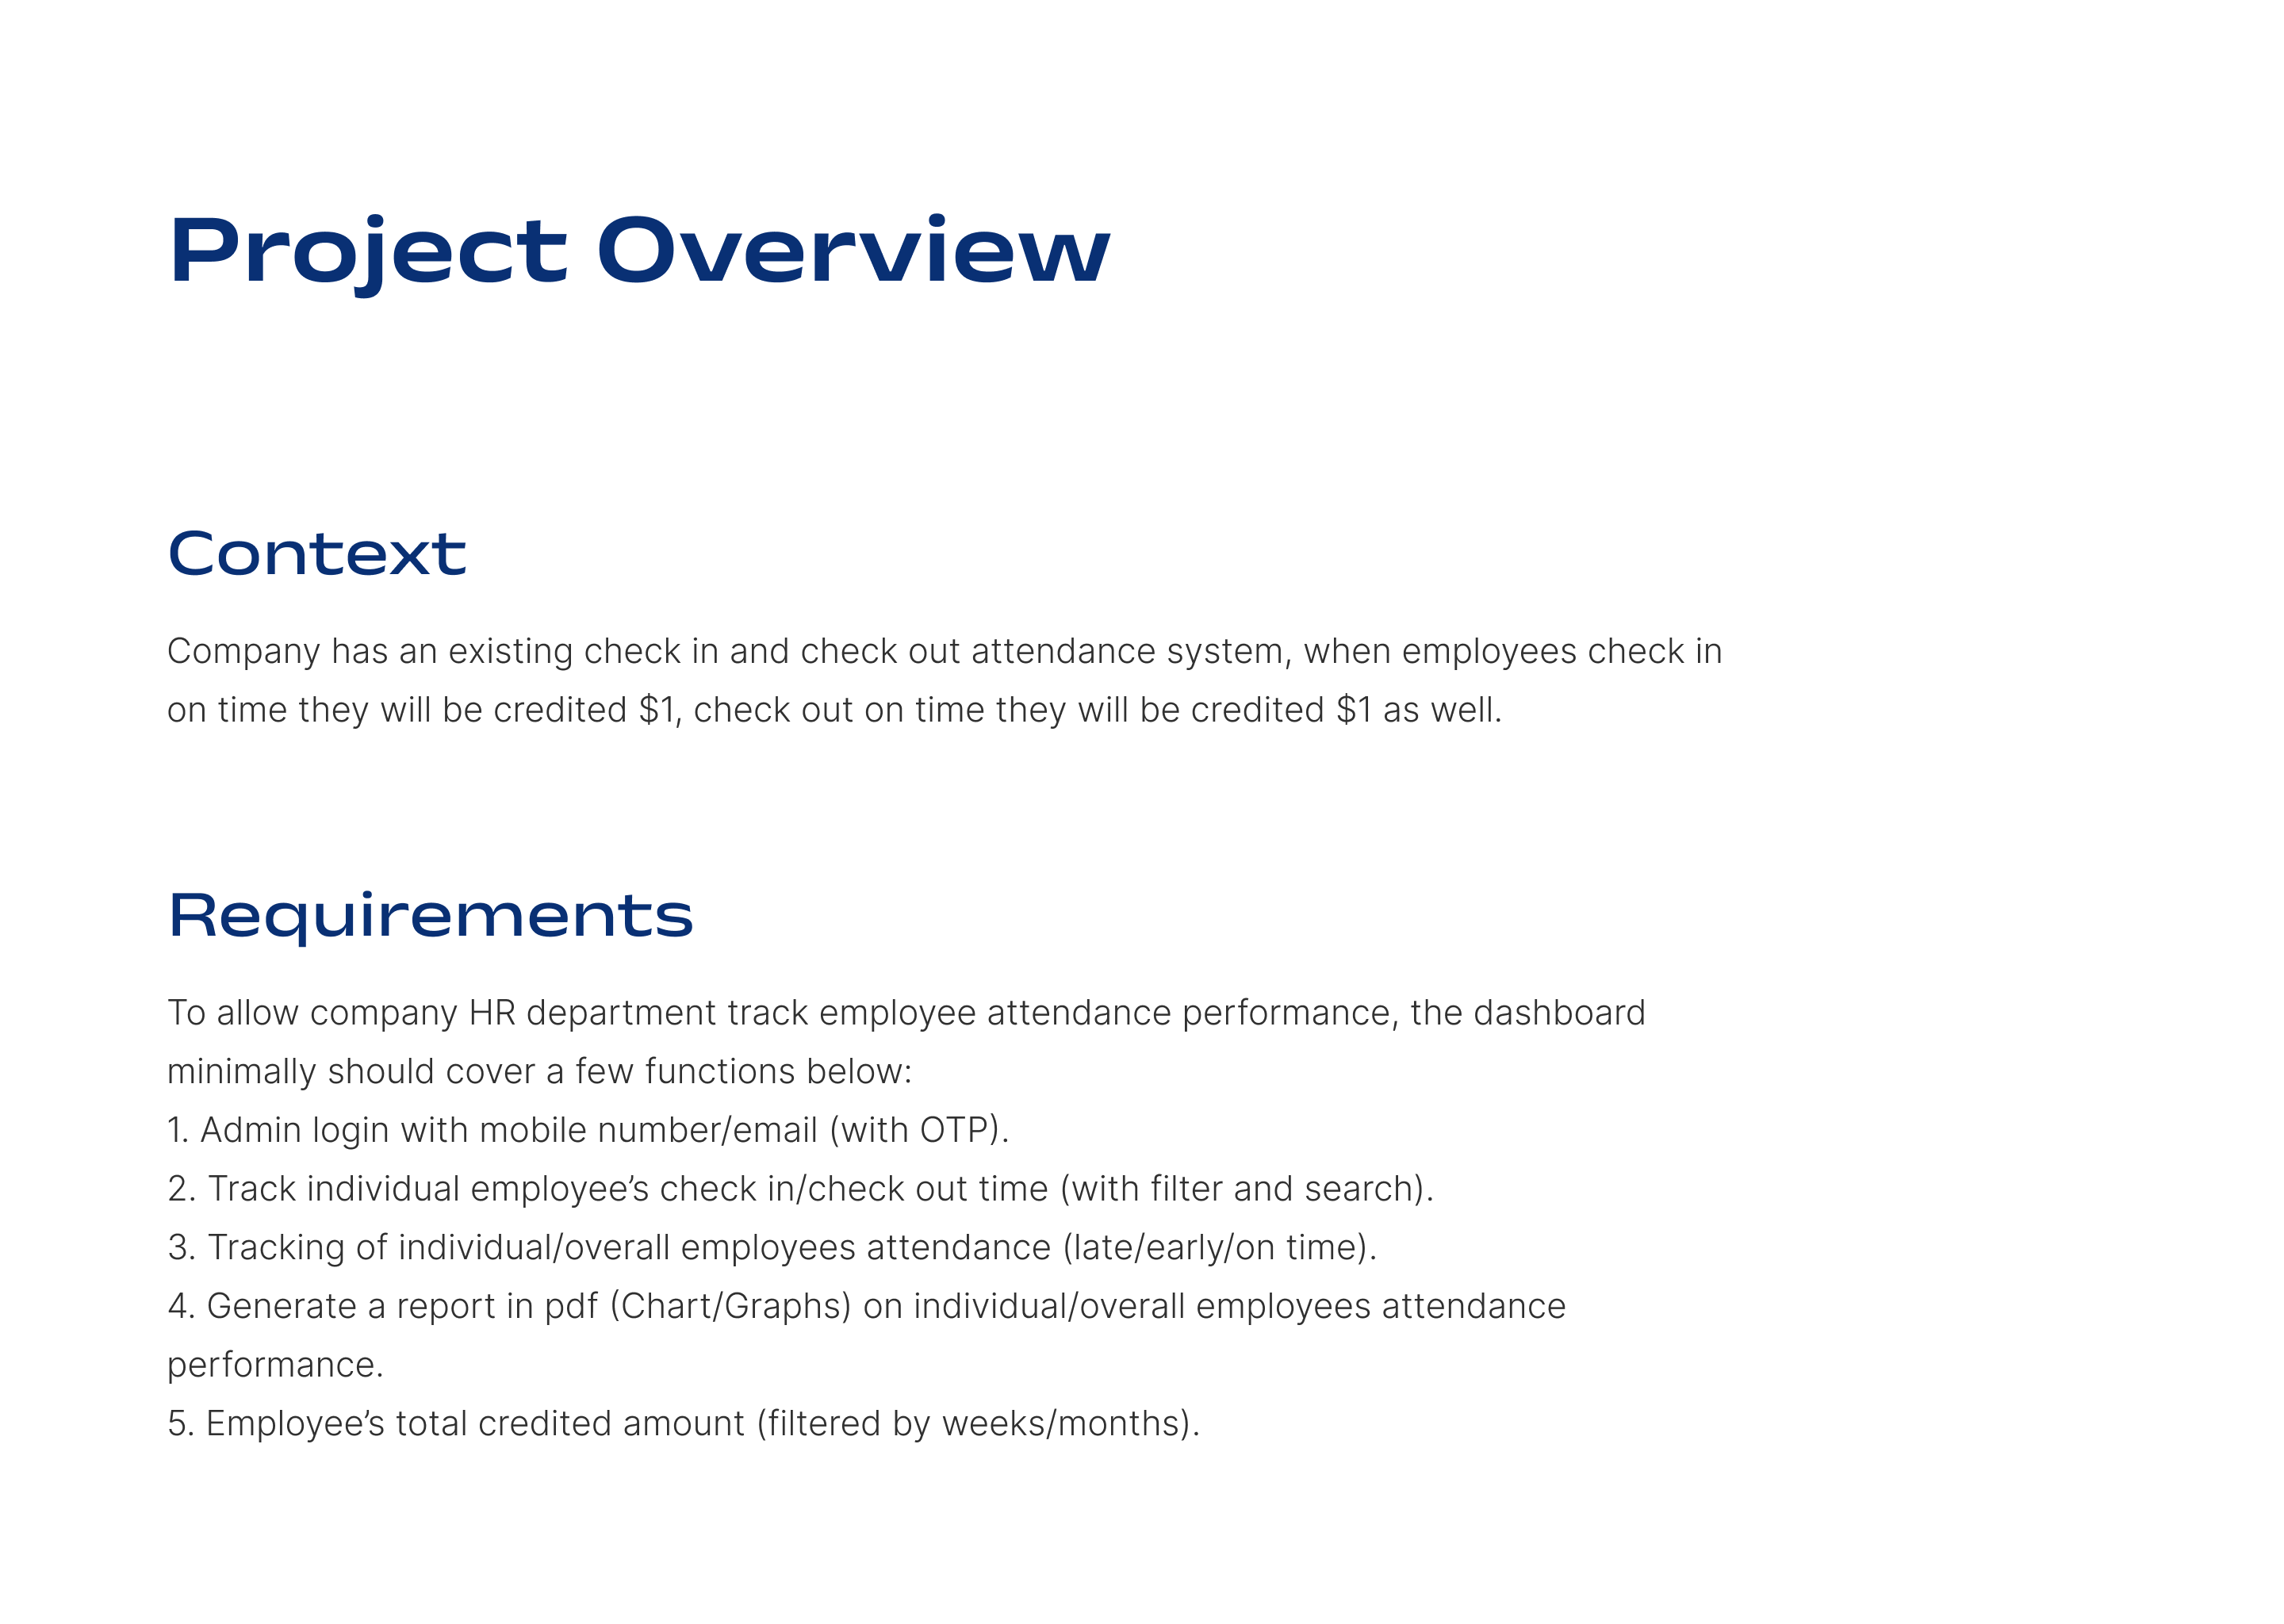 Project Overview
Context
Company has an existing check in and check out attendance system, when employees check in
on time they will be credited $1, check out on time they will be credited $1 as well.
Requirements
To allow company HR department track employee attendance performance, the dashboard
minimally should cover a few functions below:
1. Admin login with mobile number/email (with OTP).
2. Track individual employee’s check in/check out time (with filter and search).
3. Tracking of individual/overall employees attendance (late/early/on time).
4. Generate a report in pdf (Chart/Graphs) on individual/overall employees attendance
performance.
5. Employee’s total credited amount (filtered by weeks/months).